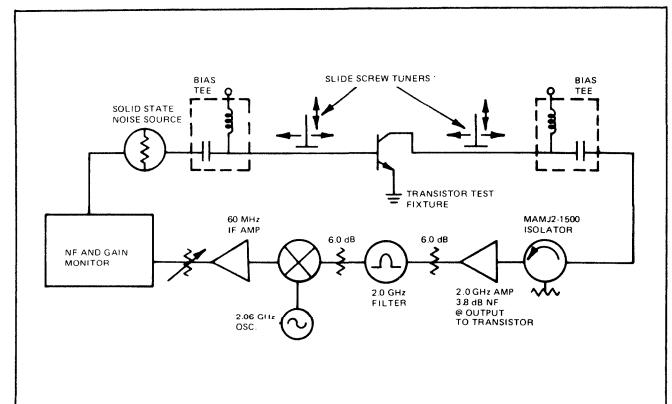 SLIDE SCREW TUNERS
BIAS
TEE
BIAS
TEE
SOLID STATE
NOISE SOURCE
TRANSISTOR TEST
FIXTURE
NF AND GAIN
MONITOR
60 MHz
IF AMP
6.0 dB
6.0 dB
MAMJ2-1500
ISOLATOR
2.0 GHz
FILTER
2.0 GHz AMP
3.8 dB NF
@ OUTPUT
TO TRANSISTOR
2.06 GHz
OSC.